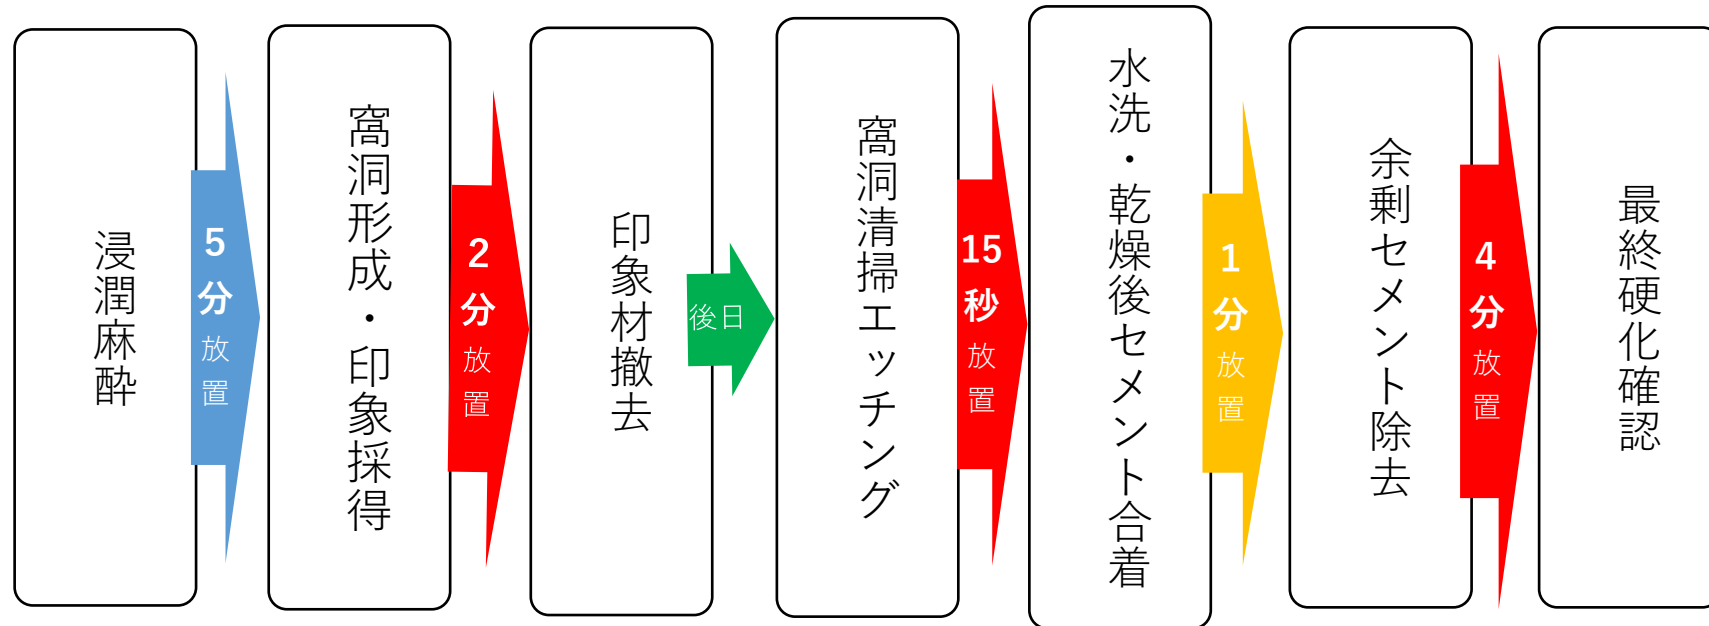 浸潤麻酔
5分放置
窩洞形成・印象採得
2分放置
印象材撤去
後日
窩洞清掃エッチング
15秒放置
水洗・乾燥後セメント合着
1分放置
余剰セメント除去
4分放置
最終硬化確認